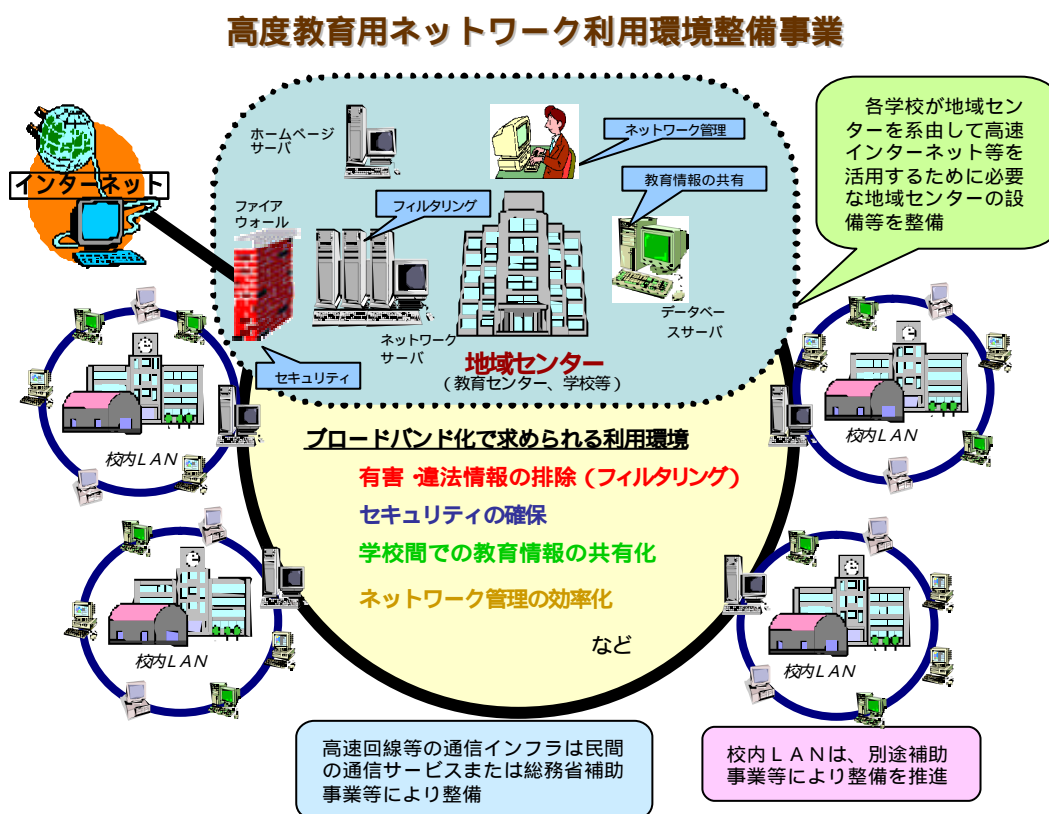 高度教育用ネットワーク利用環境整備事業
インターネット
ホームページ
サーバ
ネットワーク管理
教育情報の共有
フィルタリング
ファイア
ウォール
ネットワーク
サーバ
データベー
スサーバ
セキュリティ
地域センター
（教育センター、学校等）
各学校が地域セン
ターを系由して高速
インターネット等を
活用するために必要
な地域センターの設
備等を整備
校内ＬＡＮ
校内ＬＡＮ
ブロードバンド化で求められる利用環境
有害・違法情報の排除（フィルタリング）
セキュリティの確保
学校間での教育情報の共有化
ネットワーク管理の効率化
など
校内ＬＡＮ
校内ＬＡＮ
高速回線等の通信インフラは民間
の通信サービスまたは総務省補助
事業等により整備
校内ＬＡＮは、別途補助
事業等により整備を推進